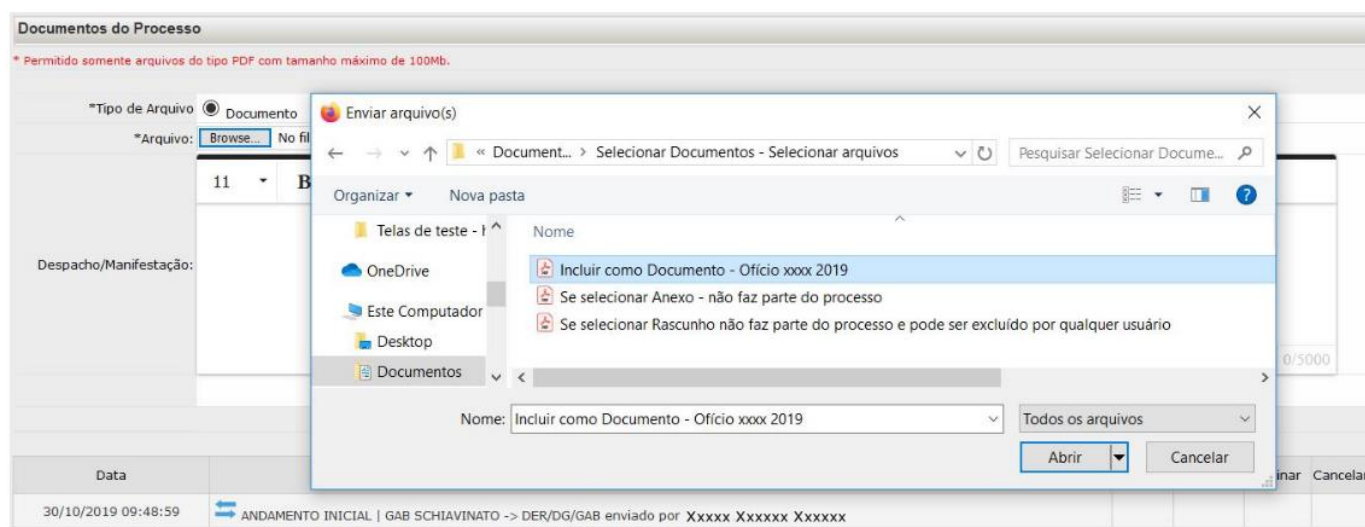 Documentos do Processo
* Permitido somente arquivos do tipo PDF com tamanho máximo de 100Mb.
*Tipo de Arquivo Documento
Enviar arquivo(s)
*Arquivo: Browse... No fil
« Document... > Selecionar Documentos - Selecionar arquivos
Pesquisar Selecionar Docume...
11 B
Organizar Nova pasta
Telas de teste - h
Nome
Despacho/Manifestação:
OneDrive
Incluir como Documento - Ofício xxxx 2019
Se selecionar Anexo - não faz parte do processo
Este Computador
Se selecionar Rascunho não faz parte do processo e pode ser excluído por qualquer usuário
Desktop
0/5000
Documentos
Nome: Incluir como Documento - Ofício xxxx 2019
Todos os arquivos
Abrir Cancelar
Data
inar Cancelar
30/10/2019 09:48:59 ANDAMENTO INICIAL | GAB SCHIAVINATO -> DER/DG/GAB enviado por Xxxxx Xxxxxx Xxxxxx